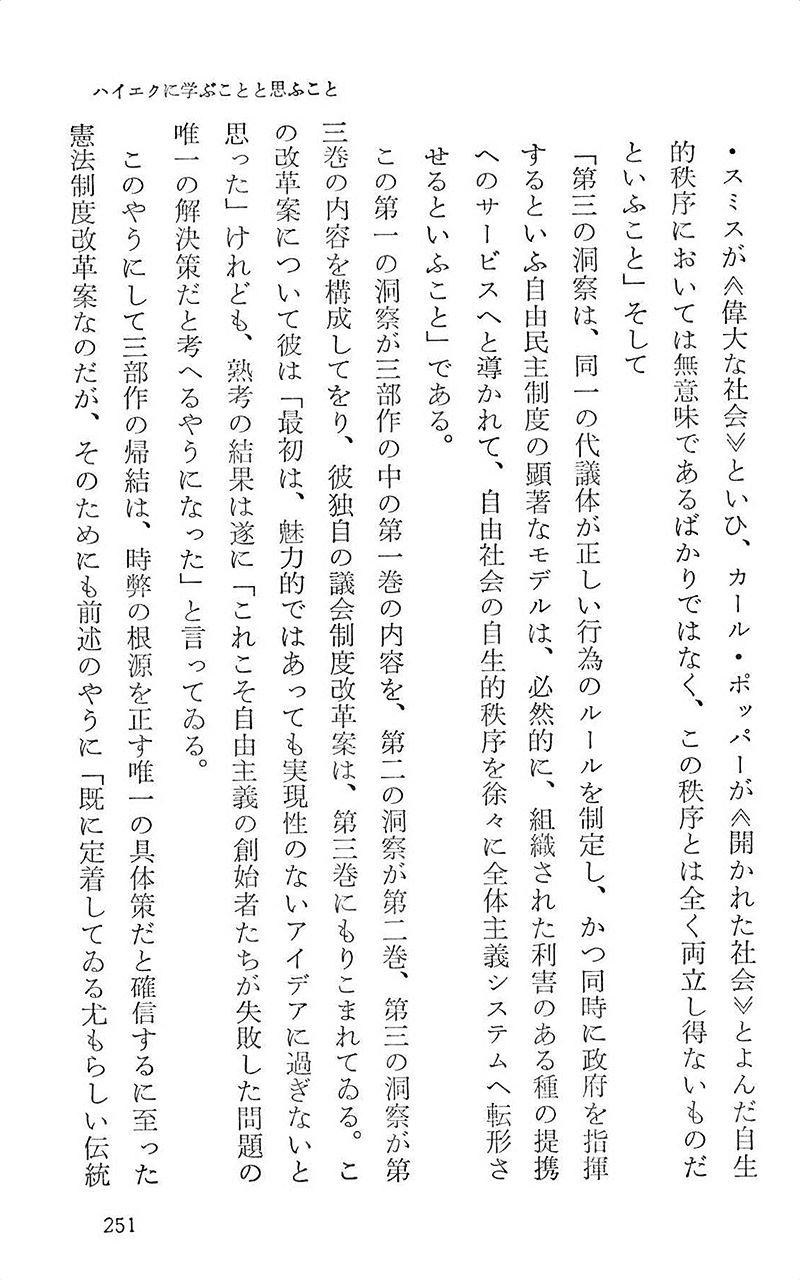 ハイエクに学ぶことと思ふこと
・スミスが《偉大な社会》といひ、カール・ポッパーが《開かれた社会》とよんだ自生
的秩序においては無意味であるばかりではなく、この秩序とは全く両立し得ないものだ
といふこと」そして
「第三の洞察は、同一の代議体が正しい行為のルールを制定し、かつ同時に政府を指揮
するといふ自由民主制度の顕著なモデルは、必然的に、組織された利害のある種の提携
へのサービスへと導かれて、自由社会の自生的秩序を徐々に全体主義システムへ転形さ
せるといふこと」である。
この第一の洞察が三部作の中の第一巻の内容を、第二の洞察が第二巻、第三の洞察が第
三巻の内容を構成してをり、彼独自の議会制度改革案は、第三巻にもりこまれてゐる。こ
の改革案について彼は「最初は、魅力的ではあっても実現性のないアイデアに過ぎないと
思った」けれども、熟考の結果は遂に「これこそ自由主義の創始者たちが失敗した問題の
唯一の解決策だと考へるやうになった」と言ってゐる。
このやうにして三部作の帰結は、時弊の根源を正す唯一の具体策だと確信するに至った
憲法制度改革案なのだが、そのためにも前述のやうに「既に定着してゐる尤もらしい伝統
251